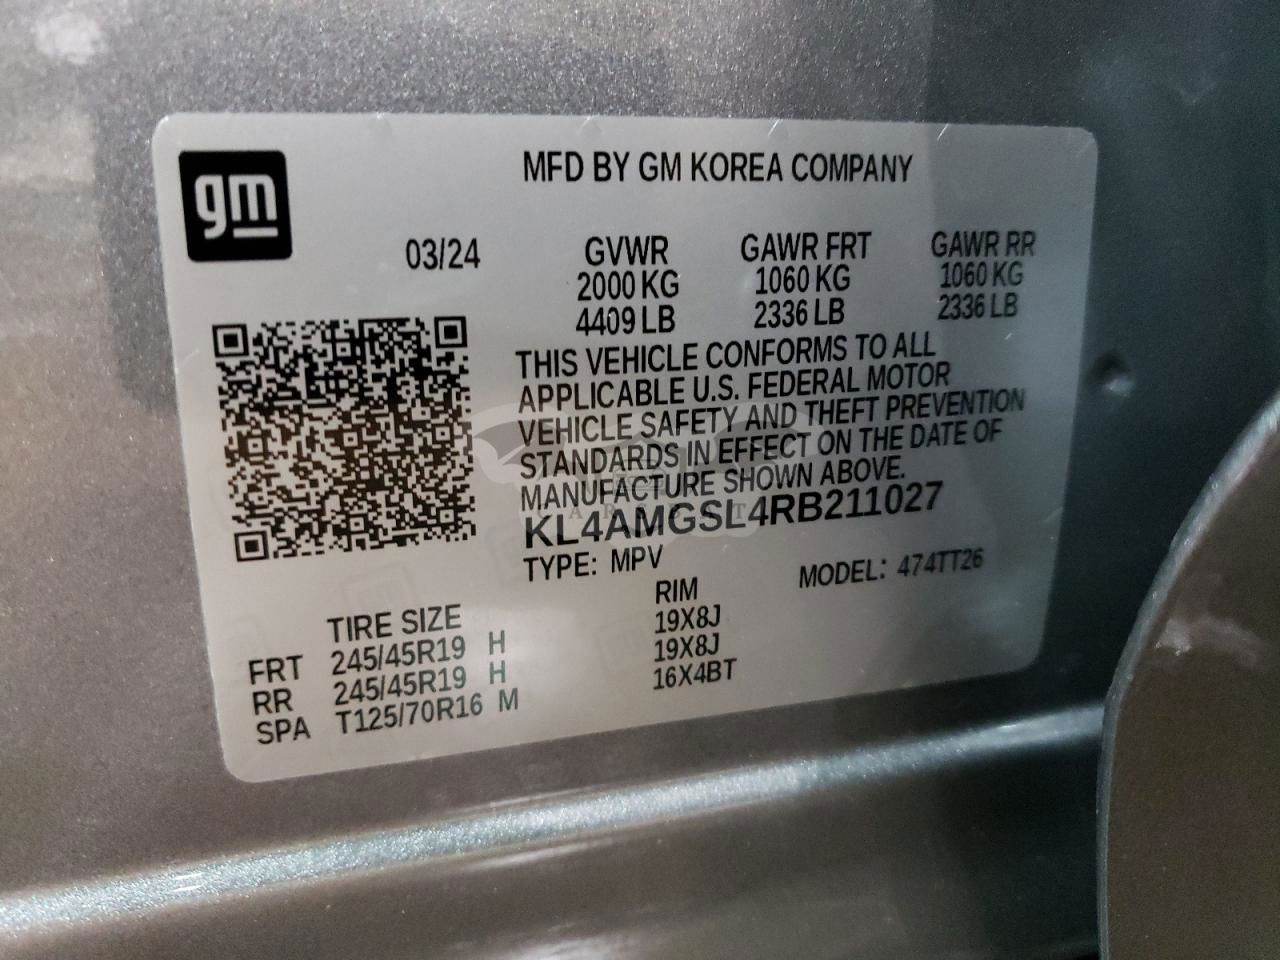 gm
MFD BY GM KOREA COMPANY
03/24 GVWR GAWR FRT GAWR RR
2000 KG 1060 KG 1060 KG
4409 LB 2336 LB 2336 LB
THIS VEHICLE CONFORMS TO ALL
APPLICABLE U.S. FEDERAL MOTOR
VEHICLE SAFETY AND THEFT PREVENTION
STANDARDS IN EFFECT ON THE DATE OF
MANUFACTURE SHOWN ABOVE.
KL4AMGSL4RB211027
TYPE: MPV MODEL: 474TT26
TIRE SIZE RIM
FRT 245/45R19 H 19X8J
RR 245/45R19 H 19X8J
SPA T125/70R16 M 16X4BT